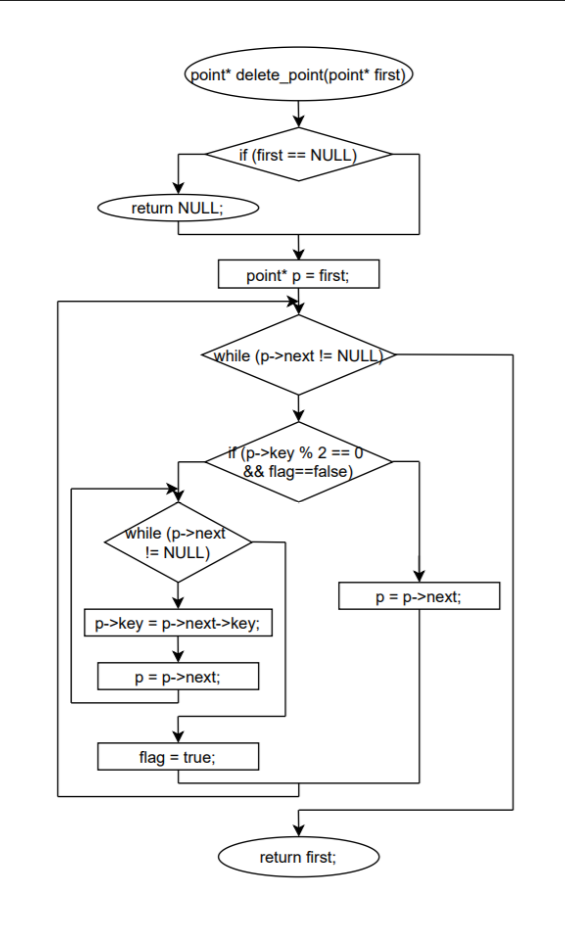 point* delete_point(point* first)
if (first == NULL)
return NULL;
point* p = first;
while (p->next != NULL)
if (p->key % 2 == 0
&& flag==false)
while (p->next
!= NULL)
p->key = p->next->key;
p = p->next;
p = p->next;
flag = true;
return first;